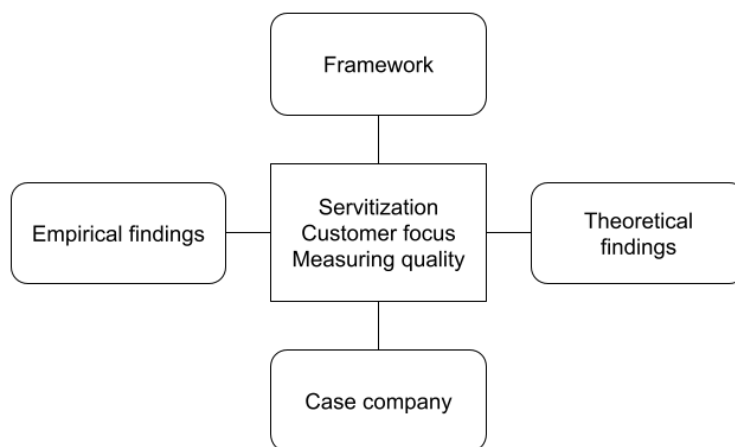 Framework
Empirical findings
Servitization
Customer focus
Measuring quality
Theoretical
findings
Case company